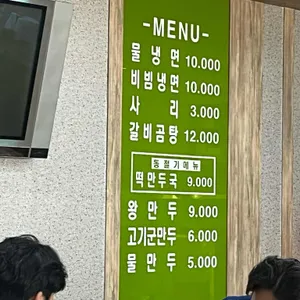 -MENU-
물냉면 10.000
비빔냉면 10.000
사리 3.000
갈비곰탕 12.000
동절기메뉴
떡만두국 9.000
왕만두 9.000
고기군만두 6.000
물만두 5.000